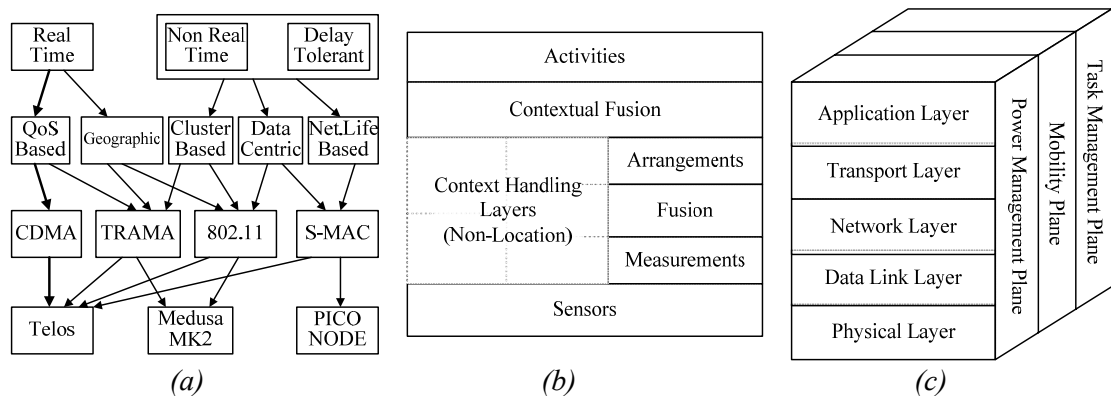 Real
Time
Non Real
Time
Delay
Tolerant
QoS
Based
Geographic
Cluster
Based
Data
Centric
Net.Life
Based
CDMA
TRAMA
802.11
S-MAC
Telos
Medusa
MK2
PICO
NODE
(a)
Activities
Contextual Fusion
Context Handling
Layers
(Non-Location)
Arrangements
Fusion
Measurements
Sensors
(b)
Application Layer
Transport Layer
Network Layer
Data Link Layer
Physical Layer
Power Management Plane
Mobility Plane
Task Management Plane
(c)